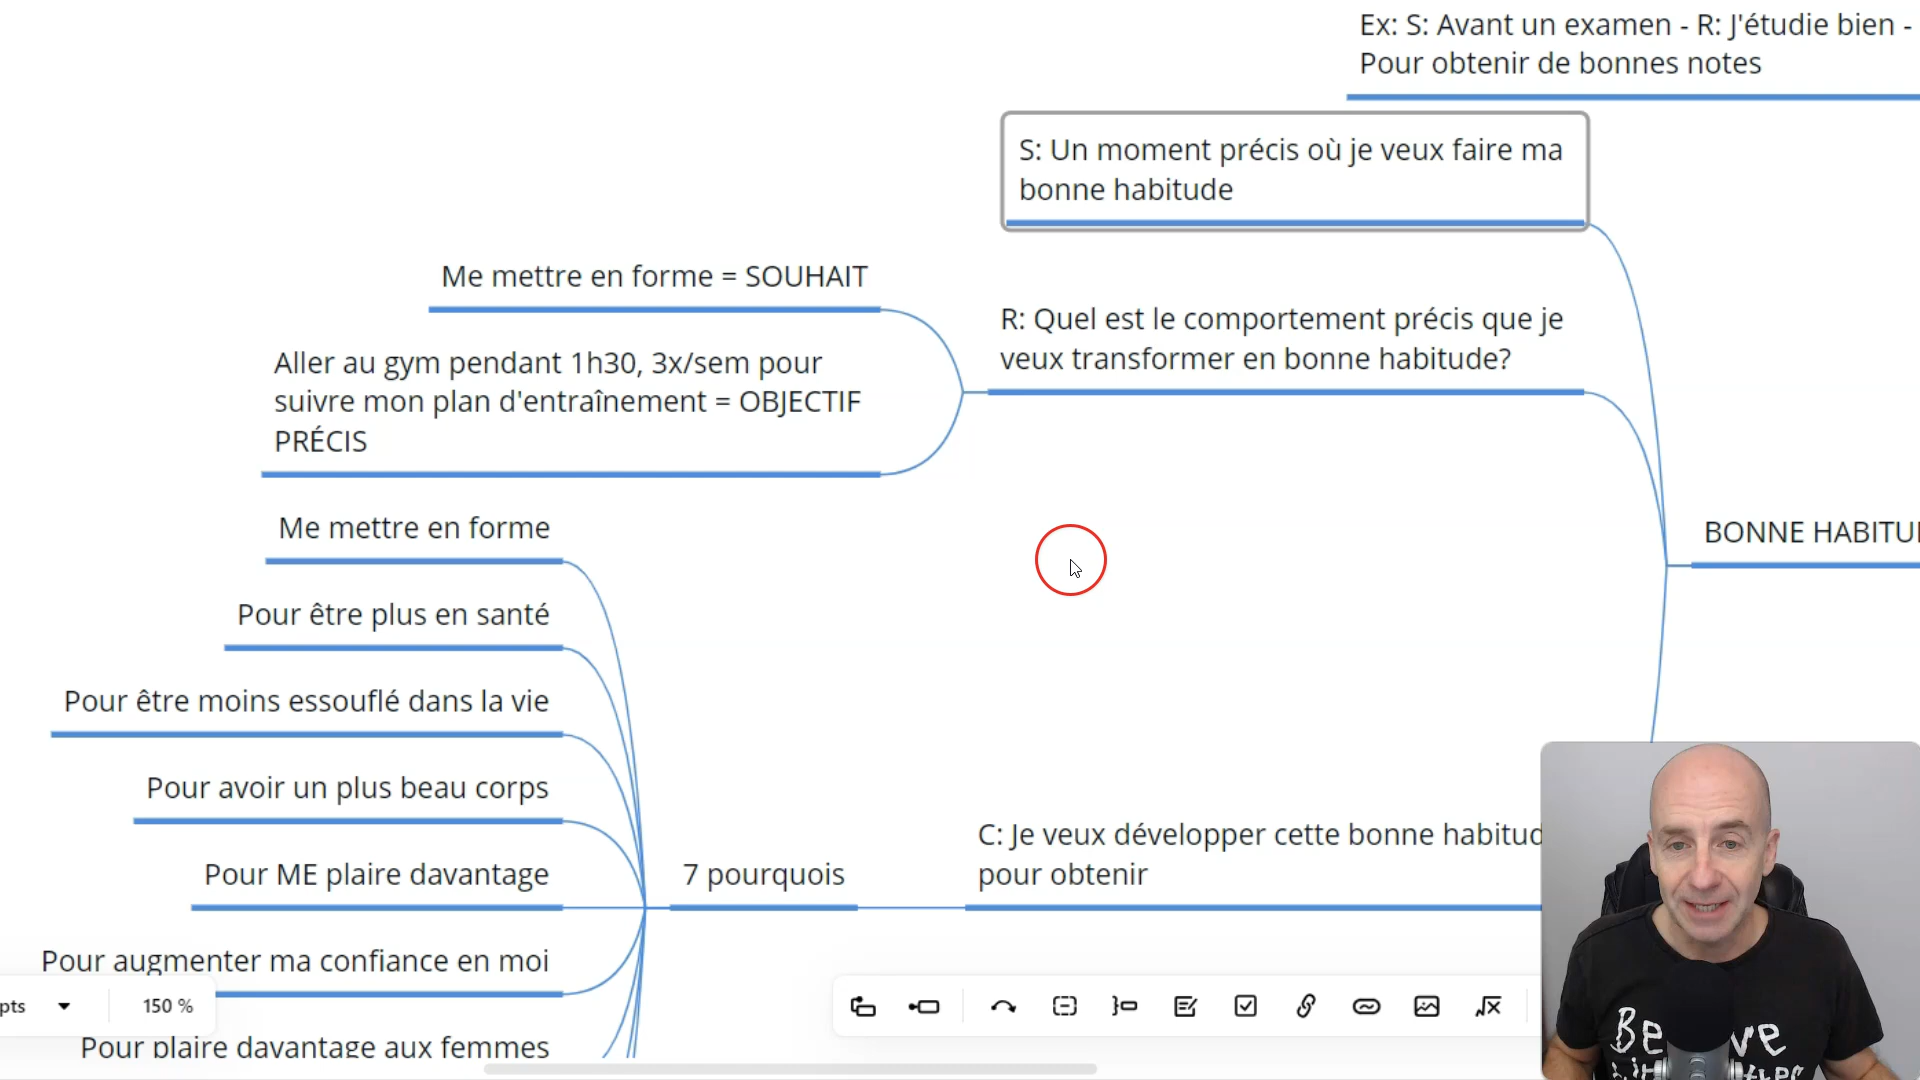 Ex: S: Avant un examen - R: J'étudie bien -
Pour obtenir de bonnes notes
S: Un moment précis où je veux faire ma
bonne habitude
Me mettre en forme = SOUHAIT
R: Quel est le comportement précis que je
veux transformer en bonne habitude?
Aller au gym pendant 1h30, 3x/sem pour
suivre mon plan d'entraînement = OBJECTIF
PRÉCIS
Me mettre en forme
BONNE HABITU
Pour être plus en santé
Pour être moins essouflé dans la vie
Pour avoir un plus beau corps
C: Je veux développer cette bonne habitud
pour obtenir
Pour ME plaire davantage
7 pourquois
Pour augmenter ma confiance en moi
pts
150 %
Pour plaire davantage aux femmes